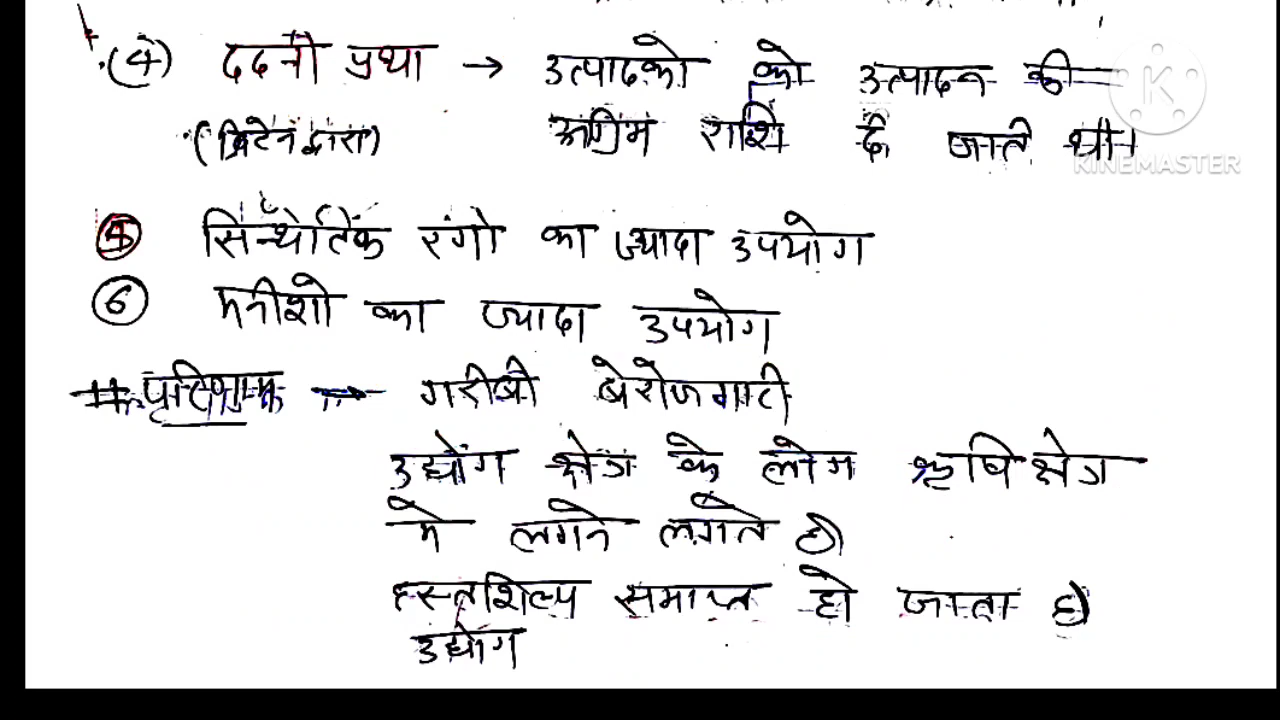 (4) ददनी प्रथा → उत्पादको को उत्पादन की
(ब्रिटेन द्वारा) अग्रिम राशि दी जाती थी।
K
KINEMASTER
⑤ सिन्थेटिक रंगो का ज्यादा उपयोग
⑥ मशीनो का ज्यादा उपयोग
# परिणाम → गरीबी बेरोजगारी
उद्योग क्षेत्र के लोग कृषि क्षेत्र
मे लगने लगते है
हस्तशिल्प समाप्त हो जाता है
उद्योग